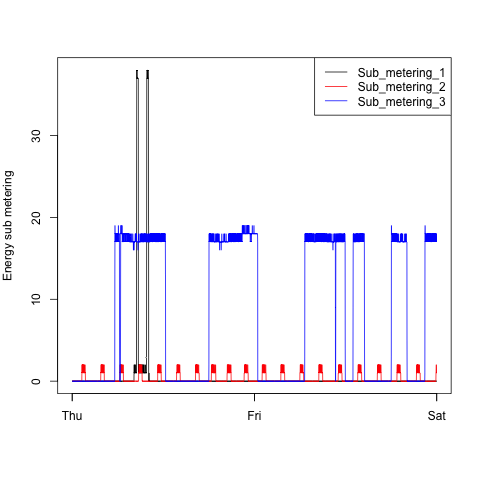 Sub_metering_1
Sub_metering_2
Sub_metering_3
Energy sub metering
30
20
10
0
Thu
Fri
Sat